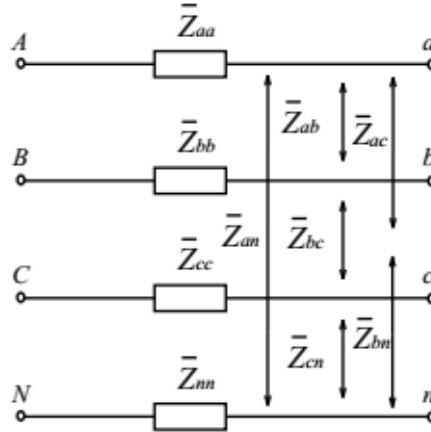 Z̄aa
A a
Z̄ab Z̄ac
Z̄bb
B b
Z̄an Z̄bc
Z̄cc
C c
Z̄cn Z̄bn
Z̄nn
N n